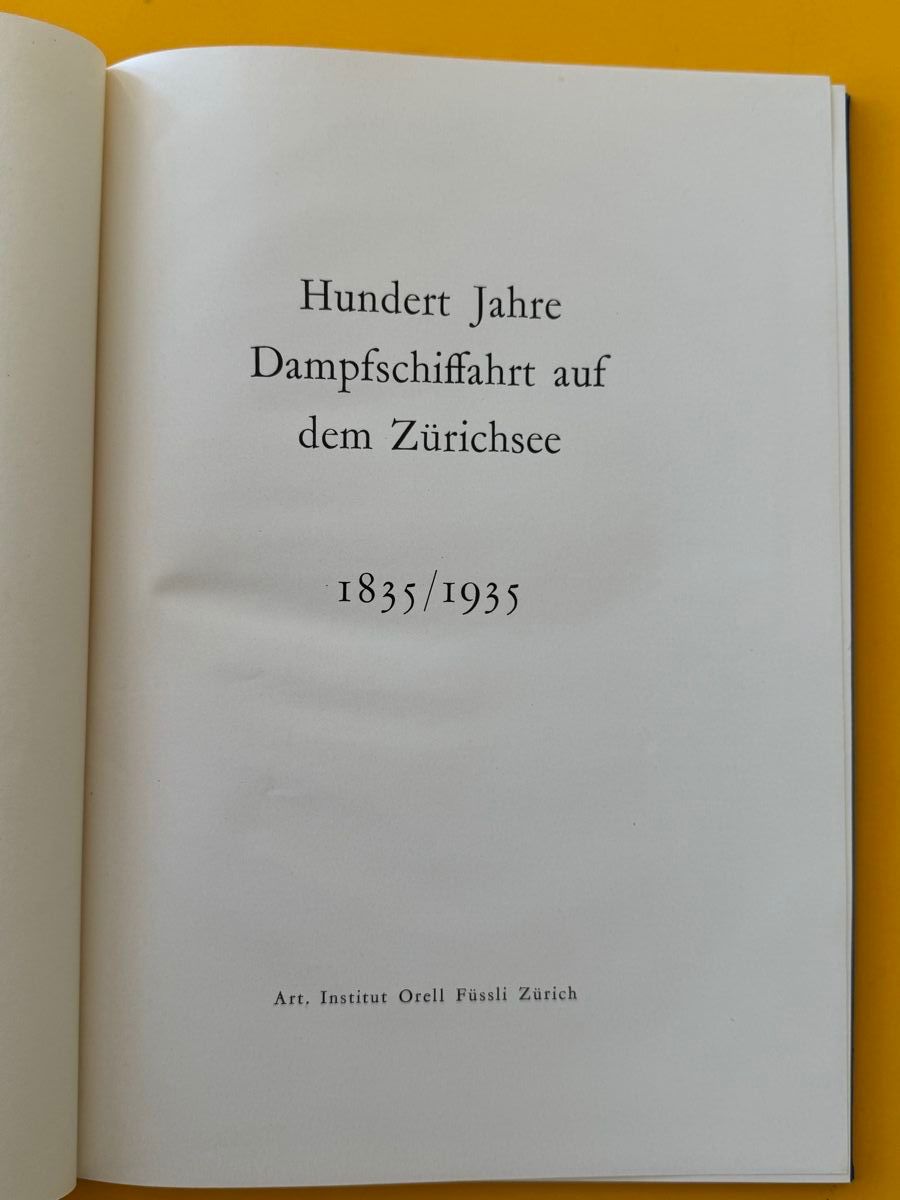 Hundert Jahre
Dampfschiffahrt auf
dem Zürichsee
1835/1935
Art. Institut Orell Füssli Zürich